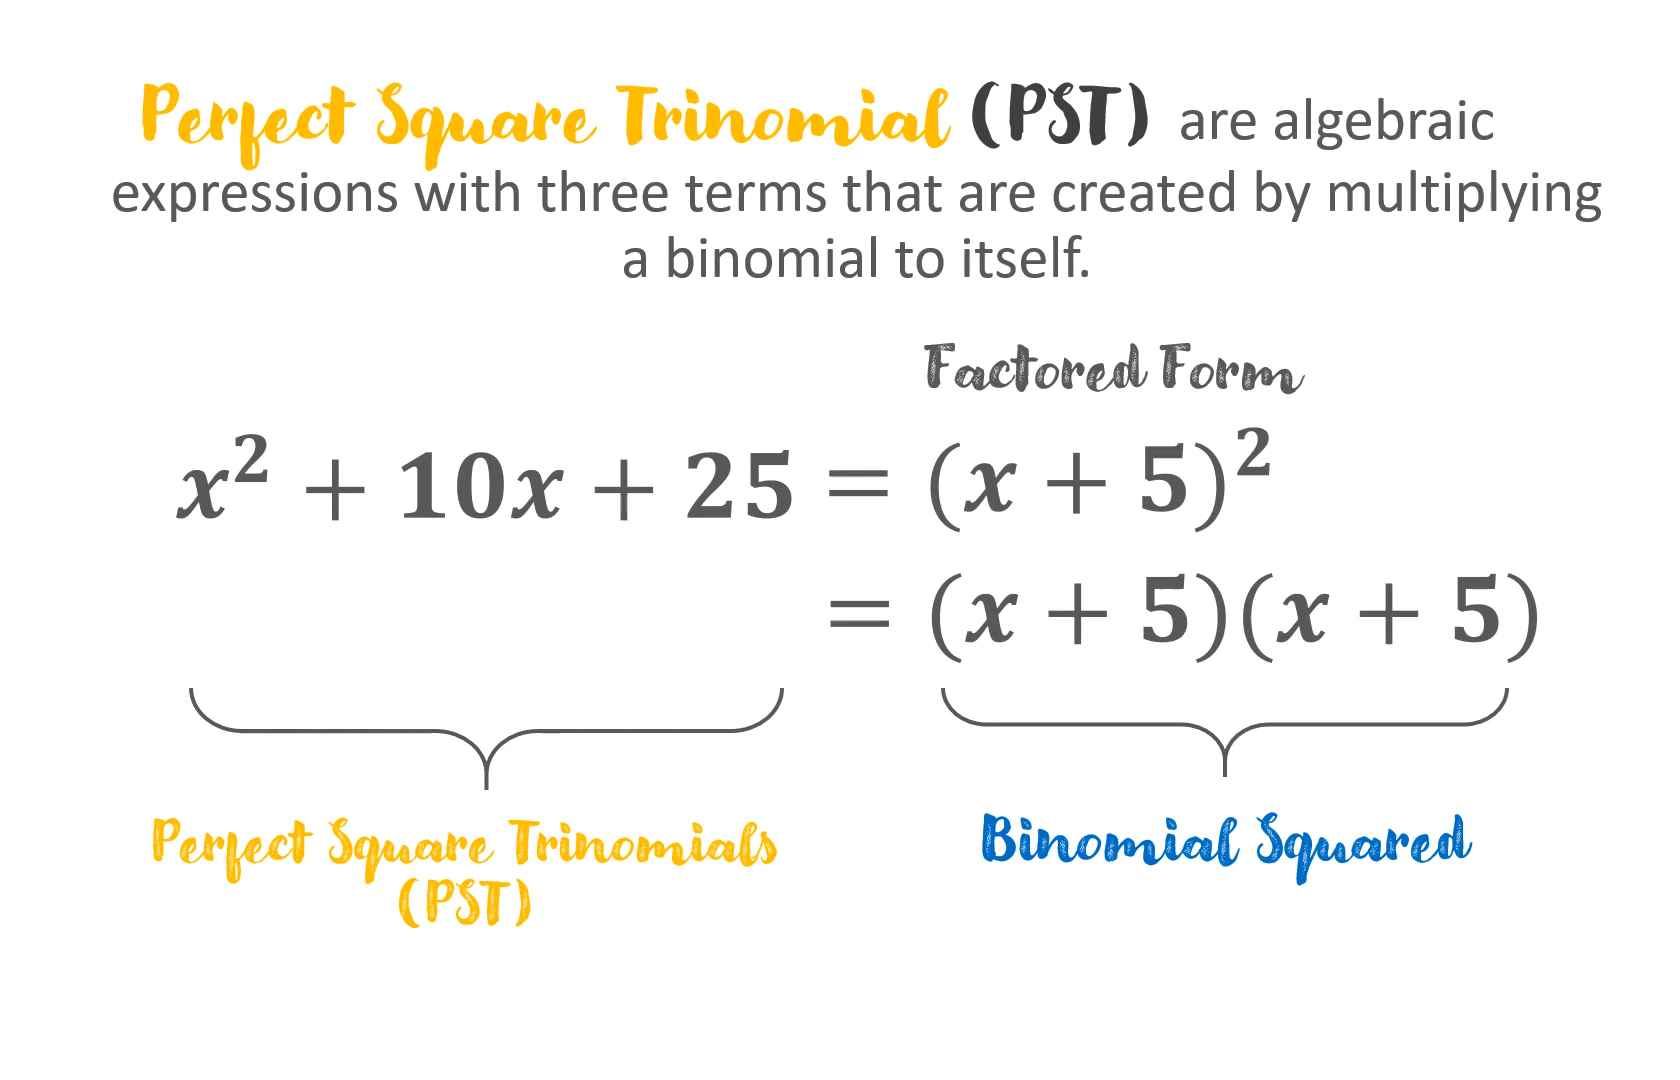 Perfect Square Trinomial (PST) are algebraic
expressions with three terms that are created by multiplying
a binomial to itself.
Factored Form
x² + 10x + 25 = (x + 5)²
= (x + 5)(x + 5)
Perfect Square Trinomials
(PST)
Binomial Squared